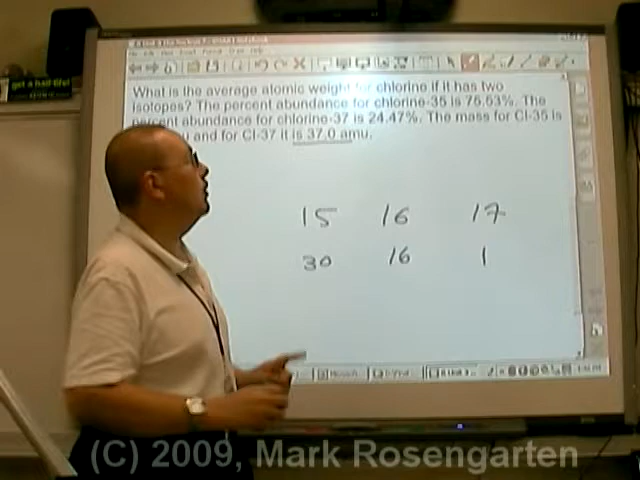 What is the average atomic weight for chlorine if it has two
isotopes? The percent abundance for chlorine-35 is 75.53%. The
percent abundance for chlorine-37 is 24.47%. The mass for Cl-35 is
u and for Cl-37 it is 37.0 amu.
15 16 17
30 16 1
(C) 2009, Mark Rosengarten